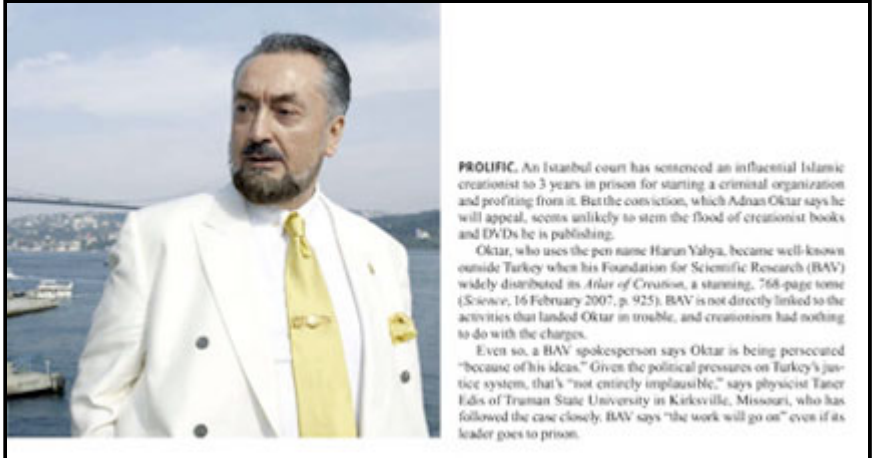 PROLIFIC. An Istanbul court has sentenced an influential Islamic
creationist to 3 years in prison for starting a criminal organization
and profiting from it. But the conviction, which Adnan Oktar says he
will appeal, seems unlikely to stem the flood of creationist books
and DVDs he is publishing.
Oktar, who uses the pen name Harun Yahya, became well-known
outside Turkey when his Foundation for Scientific Research (BAV)
widely distributed its Atlas of Creation, a stunning, 768-page tome
(Science, 16 February 2007, p. 925). BAV is not directly linked to the
activities that landed Oktar in trouble, and creationism had nothing
to do with the charges.
Even so, a BAV spokesperson says Oktar is being persecuted
“because of his ideas.” Given the political pressures on Turkey's jus-
tice system, that's “not entirely implausible,” says physicist Taner
Edis of Truman State University in Kirksville, Missouri, who has
followed the case closely. BAV says “the work will go on” even if its
leader goes to prison.